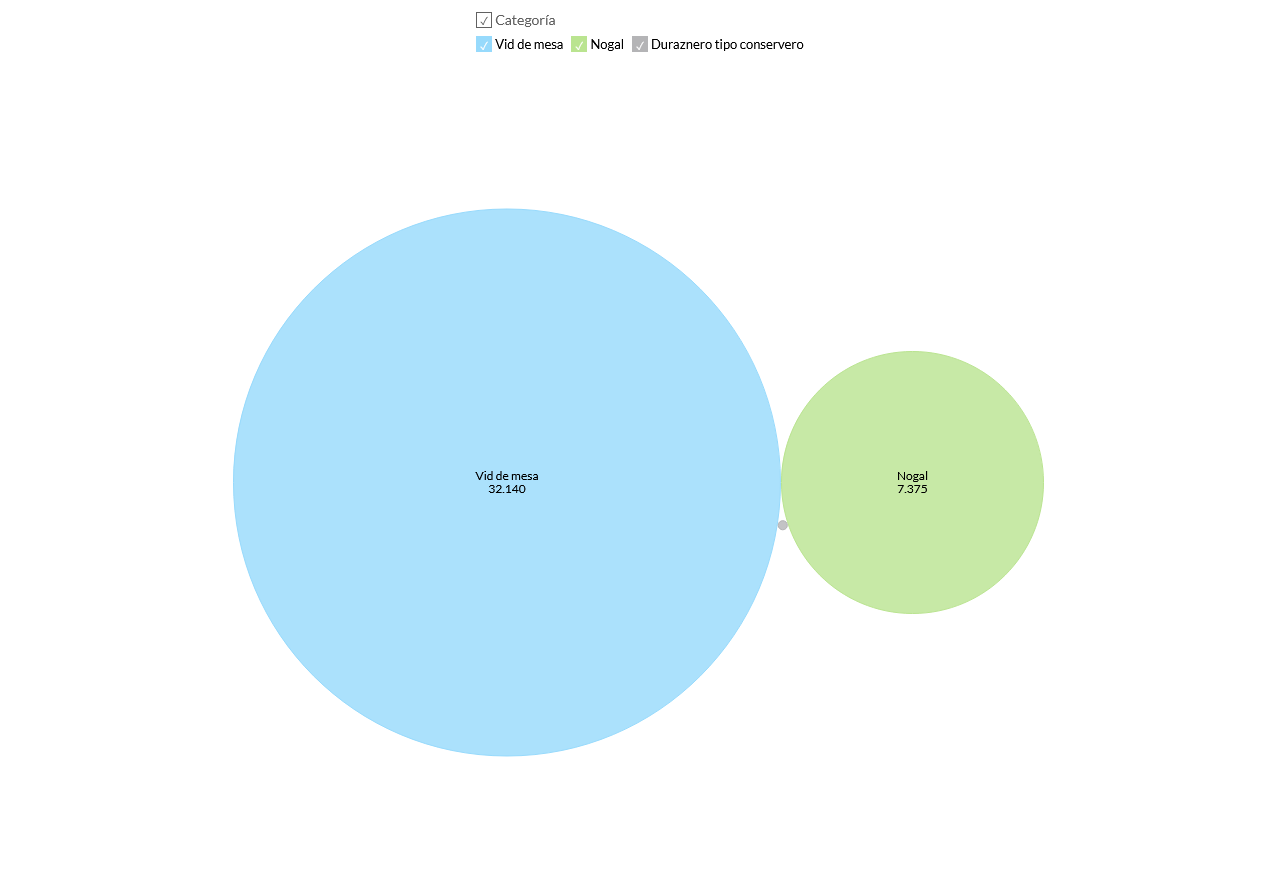 Categoría
Vid de mesa Nogal Duraznero tipo conservero
Vid de mesa
32.140
Nogal
7.375